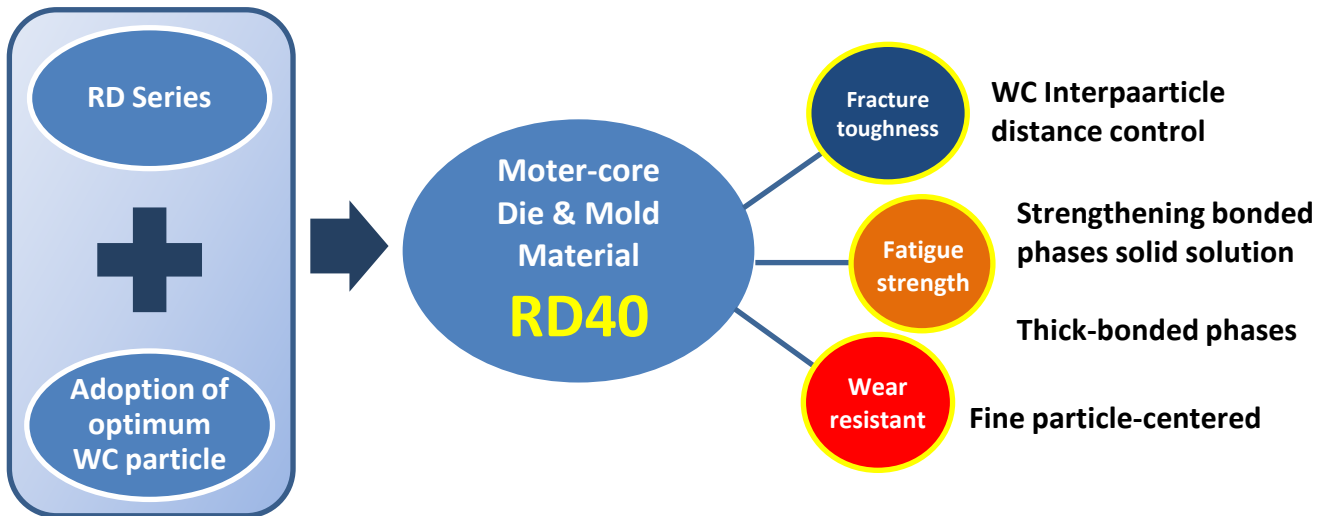 RD Series
Adoption of
optimum
WC particle
Moter-core
Die & Mold
Material
RD40
Fracture
toughness
WC Interpaarticle
distance control
Fatigue
strength
Strengthening bonded
phases solid solution
Thick-bonded phases
Wear
resistant
Fine particle-centered